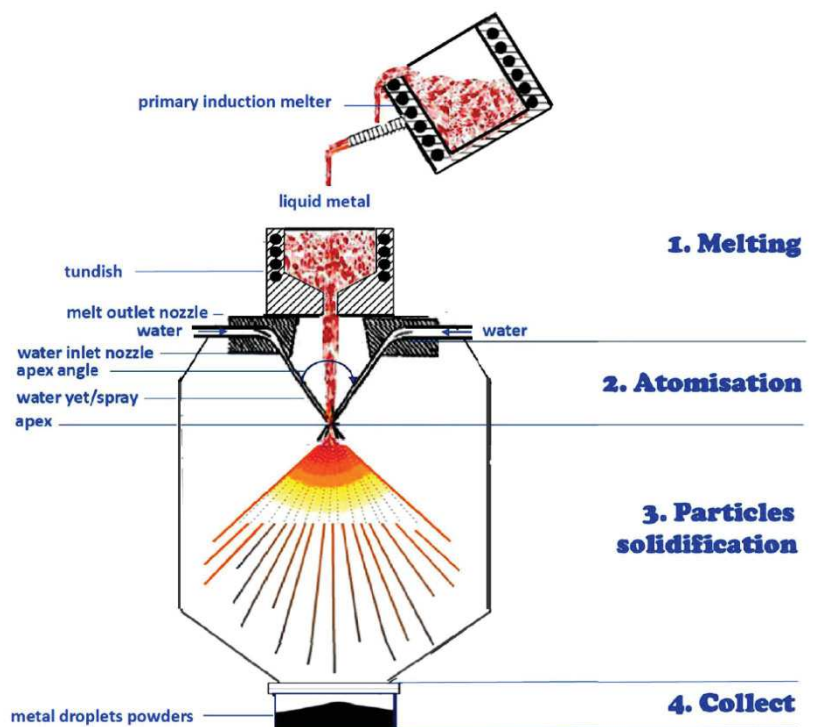 primary induction melter
liquid metal
1. Melting
tundish
melt outlet nozzle
water
water
water inlet nozzle
apex angle
2. Atomisation
water yet/spray
apex
3. Particles
solidification
4. Collect
metal droplets powders